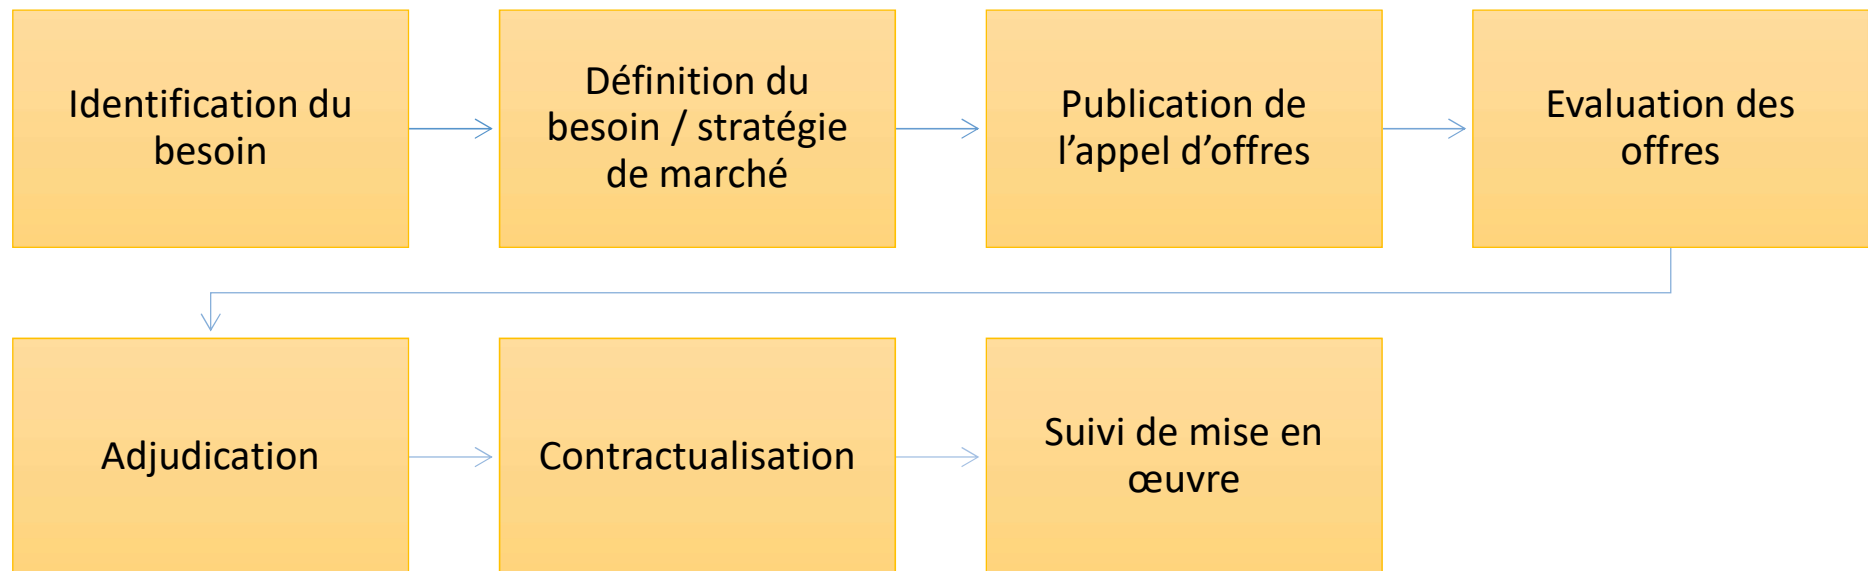 Identification du
besoin
Définition du
besoin / stratégie
de marché
Publication de
l’appel d’offres
Evaluation des
offres
Adjudication
Contractualisation
Suivi de mise en
œuvre